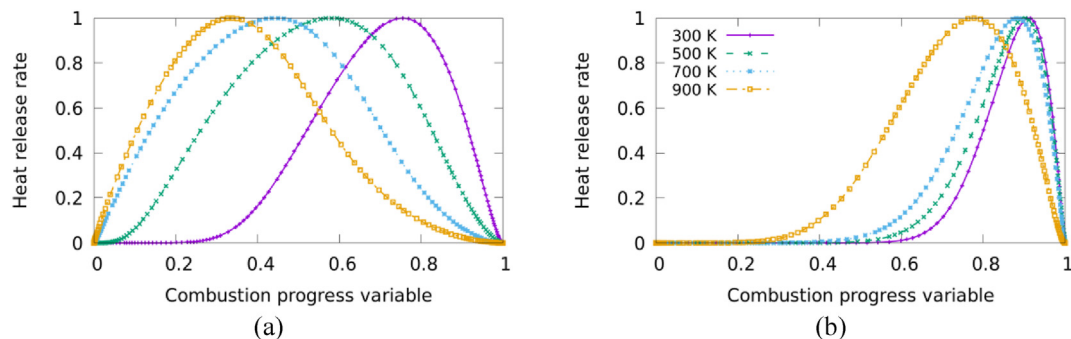 Heat release rate
1
0.8
0.6
0.4
0.2
0
0 0.2 0.4 0.6 0.8 1
Combustion progress variable
(a)
Heat release rate
1
0.8
0.6
0.4
0.2
0
300 K
500 K
700 K
900 K
0 0.2 0.4 0.6 0.8 1
Combustion progress variable
(b)